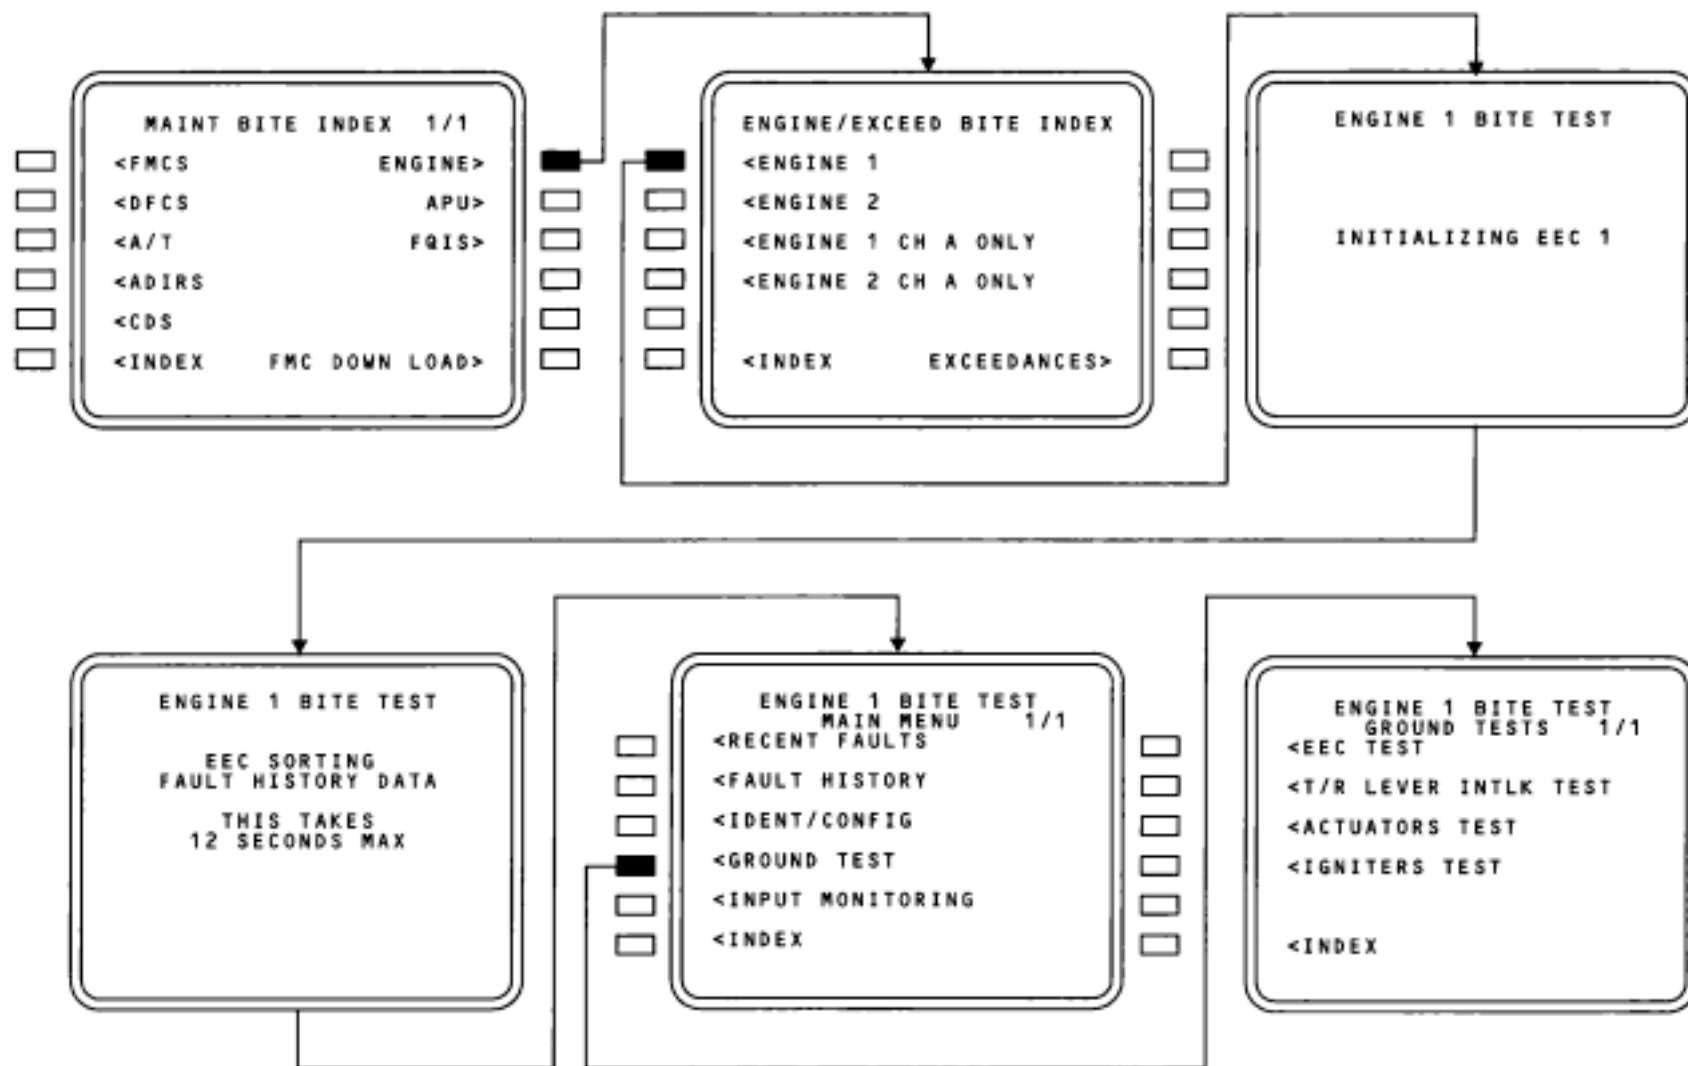 MAINT BITE INDEX 1/1
<FMCS ENGINE>
<DFCS APU>
<A/T FQIS>
<ADIRS
<CDS
<INDEX FMC DOWN LOAD>
ENGINE/EXCEED BITE INDEX
<ENGINE 1
<ENGINE 2
<ENGINE 1 CH A ONLY
<ENGINE 2 CH A ONLY
<INDEX EXCEEDANCES>
ENGINE 1 BITE TEST
INITIALIZING EEC 1
ENGINE 1 BITE TEST
EEC SORTING
FAULT HISTORY DATA
THIS TAKES
12 SECONDS MAX
ENGINE 1 BITE TEST
MAIN MENU 1/1
<RECENT FAULTS
<FAULT HISTORY
<IDENT/CONFIG
<GROUND TEST
<INPUT MONITORING
<INDEX
ENGINE 1 BITE TEST
GROUND TESTS 1/1
<EEC TEST
<T/R LEVER INTLK TEST
<ACTUATORS TEST
<IGNITERS TEST
<INDEX